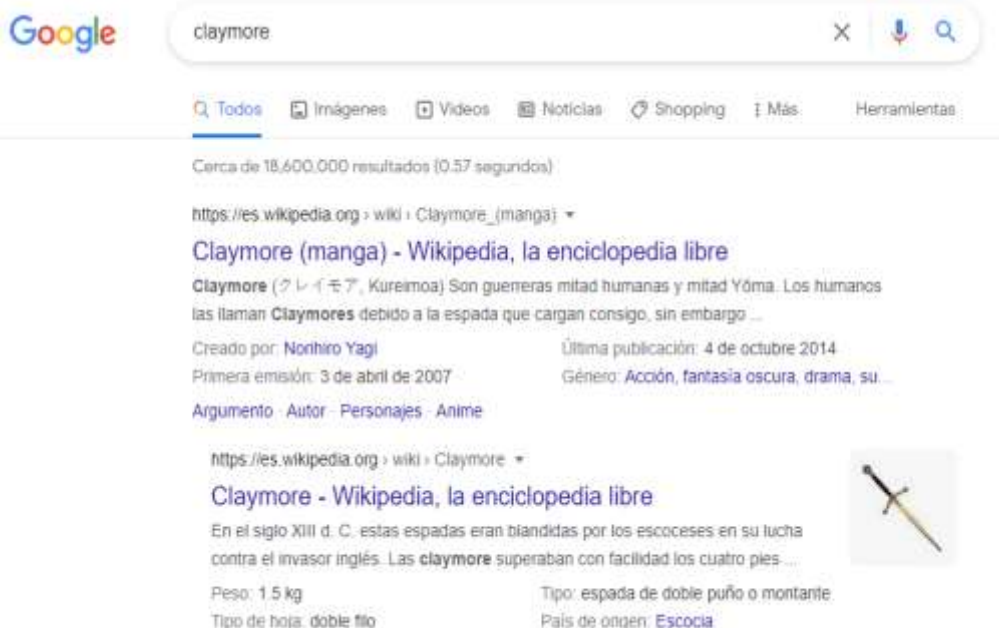 Google
claymore
Todos Imágenes Videos Noticias Shopping Más Herramientas
Cerca de 18,600,000 resultados (0.57 segundos)
https://es.wikipedia.org › wiki › Claymore_(manga)
Claymore (manga) - Wikipedia, la enciclopedia libre
Claymore (クレイモア, Kureimoa) Son guerreras mitad humanas y mitad Yōma. Los humanos
las llaman Claymores debido a la espada que cargan consigo, sin embargo ...
Creado por: Norihiro Yagi Última publicación: 4 de octubre 2014
Primera emisión: 3 de abril de 2007 Género: Acción, fantasía oscura, drama, su...
Argumento · Autor · Personajes · Anime
https://es.wikipedia.org › wiki › Claymore
Claymore - Wikipedia, la enciclopedia libre
En el siglo XIII d. C. estas espadas eran blandidas por los escoceses en su lucha
contra el invasor inglés. Las claymore superaban con facilidad los cuatro pies ...
Peso: 1.5 kg Tipo: espada de doble puño o montante
Tipo de hoja: doble filo País de origen: Escocia